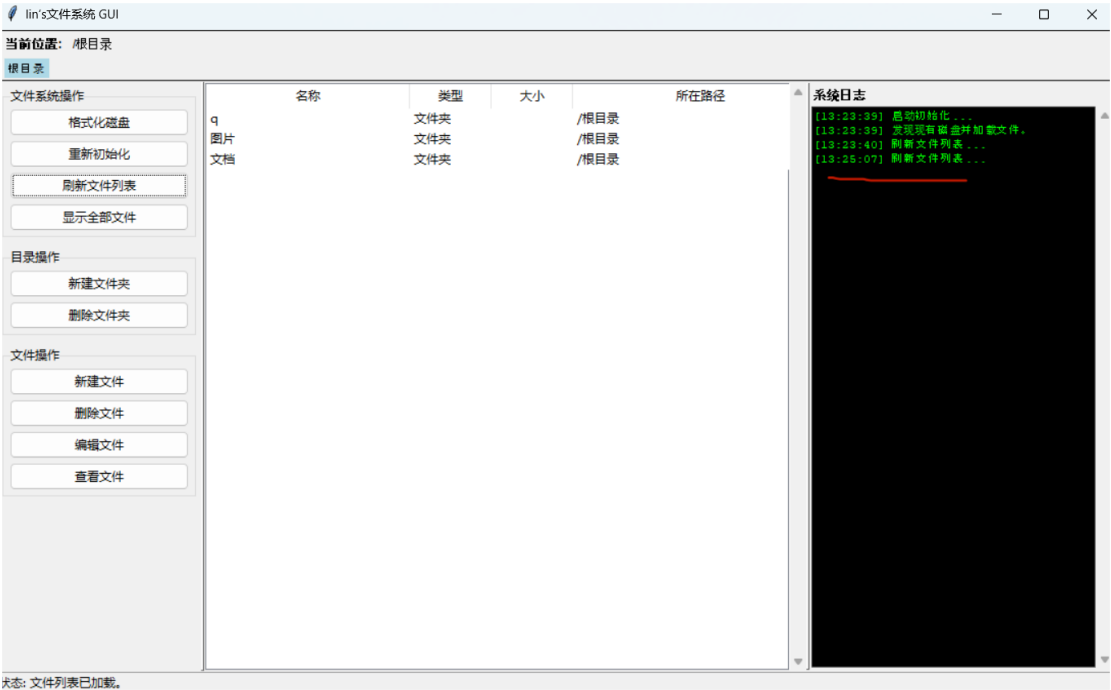 lin's文件系统 GUI
当前位置: /根目录
根目录
文件系统操作
格式化磁盘
重新初始化
刷新文件列表
显示全部文件
目录操作
新建文件夹
删除文件夹
文件操作
新建文件
删除文件
编辑文件
查看文件
名称 类型 大小 所在路径
q 文件夹 /根目录
图片 文件夹 /根目录
文档 文件夹 /根目录
系统日志
[13:23:39] 启动初始化...
[13:23:39] 发现现有磁盘并加载文件。
[13:23:40] 刷新文件列表...
[13:25:07] 刷新文件列表...
状态: 文件列表已加载。